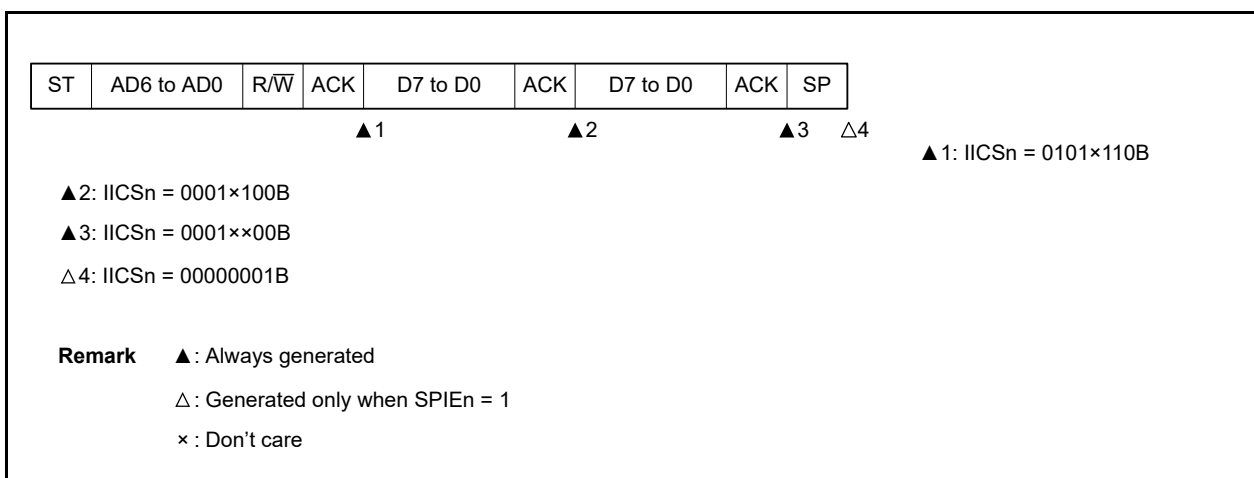 ST AD6 to AD0 R/W̅ ACK D7 to D0 ACK D7 to D0 ACK SP
▲1 ▲2 ▲3 △4
▲1: IICSn = 0101×110B
▲2: IICSn = 0001×100B
▲3: IICSn = 0001××00B
△4: IICSn = 00000001B
Remark ▲: Always generated
△: Generated only when SPIEn = 1
×: Don't care